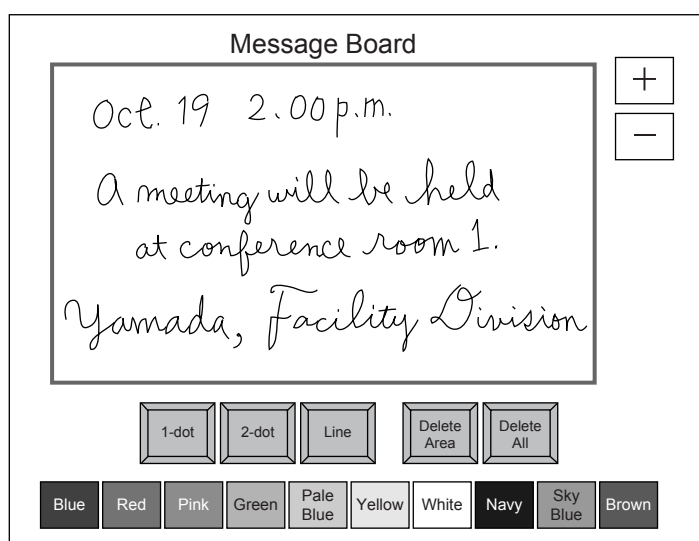 Message Board
+
−
Oct. 19 2.00 p.m.
A meeting will be held
at conference room 1.
Yamada, Facility Division
1-dot 2-dot Line Delete Area Delete All
Blue Red Pink Green Pale Blue Yellow White Navy Sky Blue Brown